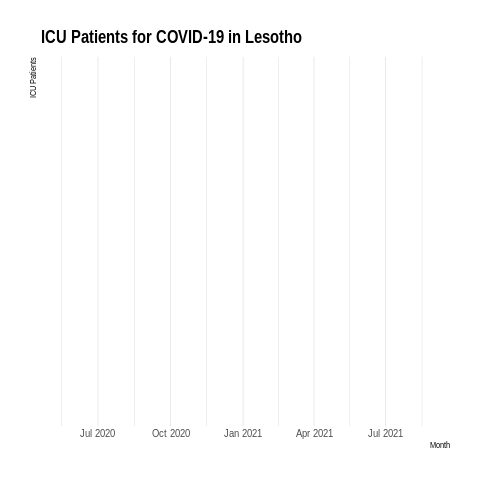 ICU Patients for COVID-19 in Lesotho
ICU Patients
Jul 2020 Oct 2020 Jan 2021 Apr 2021 Jul 2021
Month